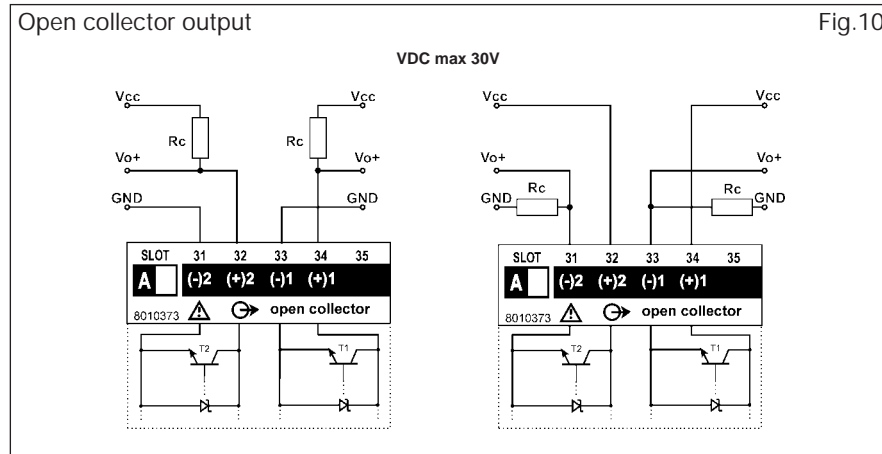 Open collector output Fig.10
VDC max 30V
Vcc Vcc Vcc Vcc
Rc Rc
Vo+ Vo+ Vo+ Vo+
Rc Rc
GND GND GND GND
SLOT 31 32 33 34 35
A (-)2 (+)2 (-)1 (+)1
8010373 open collector
T2 T1
SLOT 31 32 33 34 35
A (-)2 (+)2 (-)1 (+)1
8010373 open collector
T2 T1